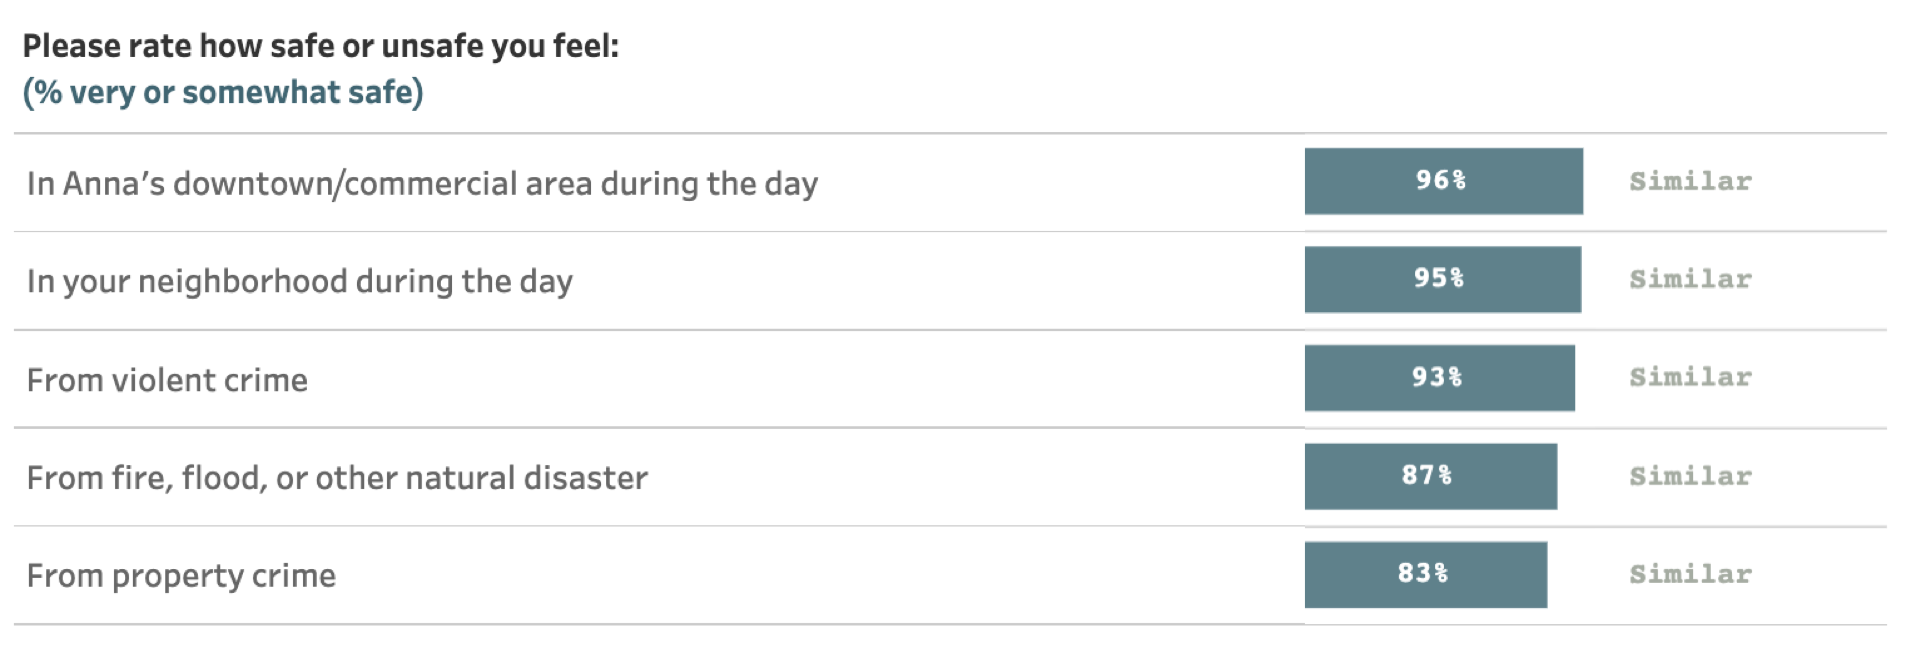 Please rate how safe or unsafe you feel:
(% very or somewhat safe)
In Anna's downtown/commercial area during the day 96% Similar
In your neighborhood during the day 95% Similar
From violent crime 93% Similar
From fire, flood, or other natural disaster 87% Similar
From property crime 83% Similar